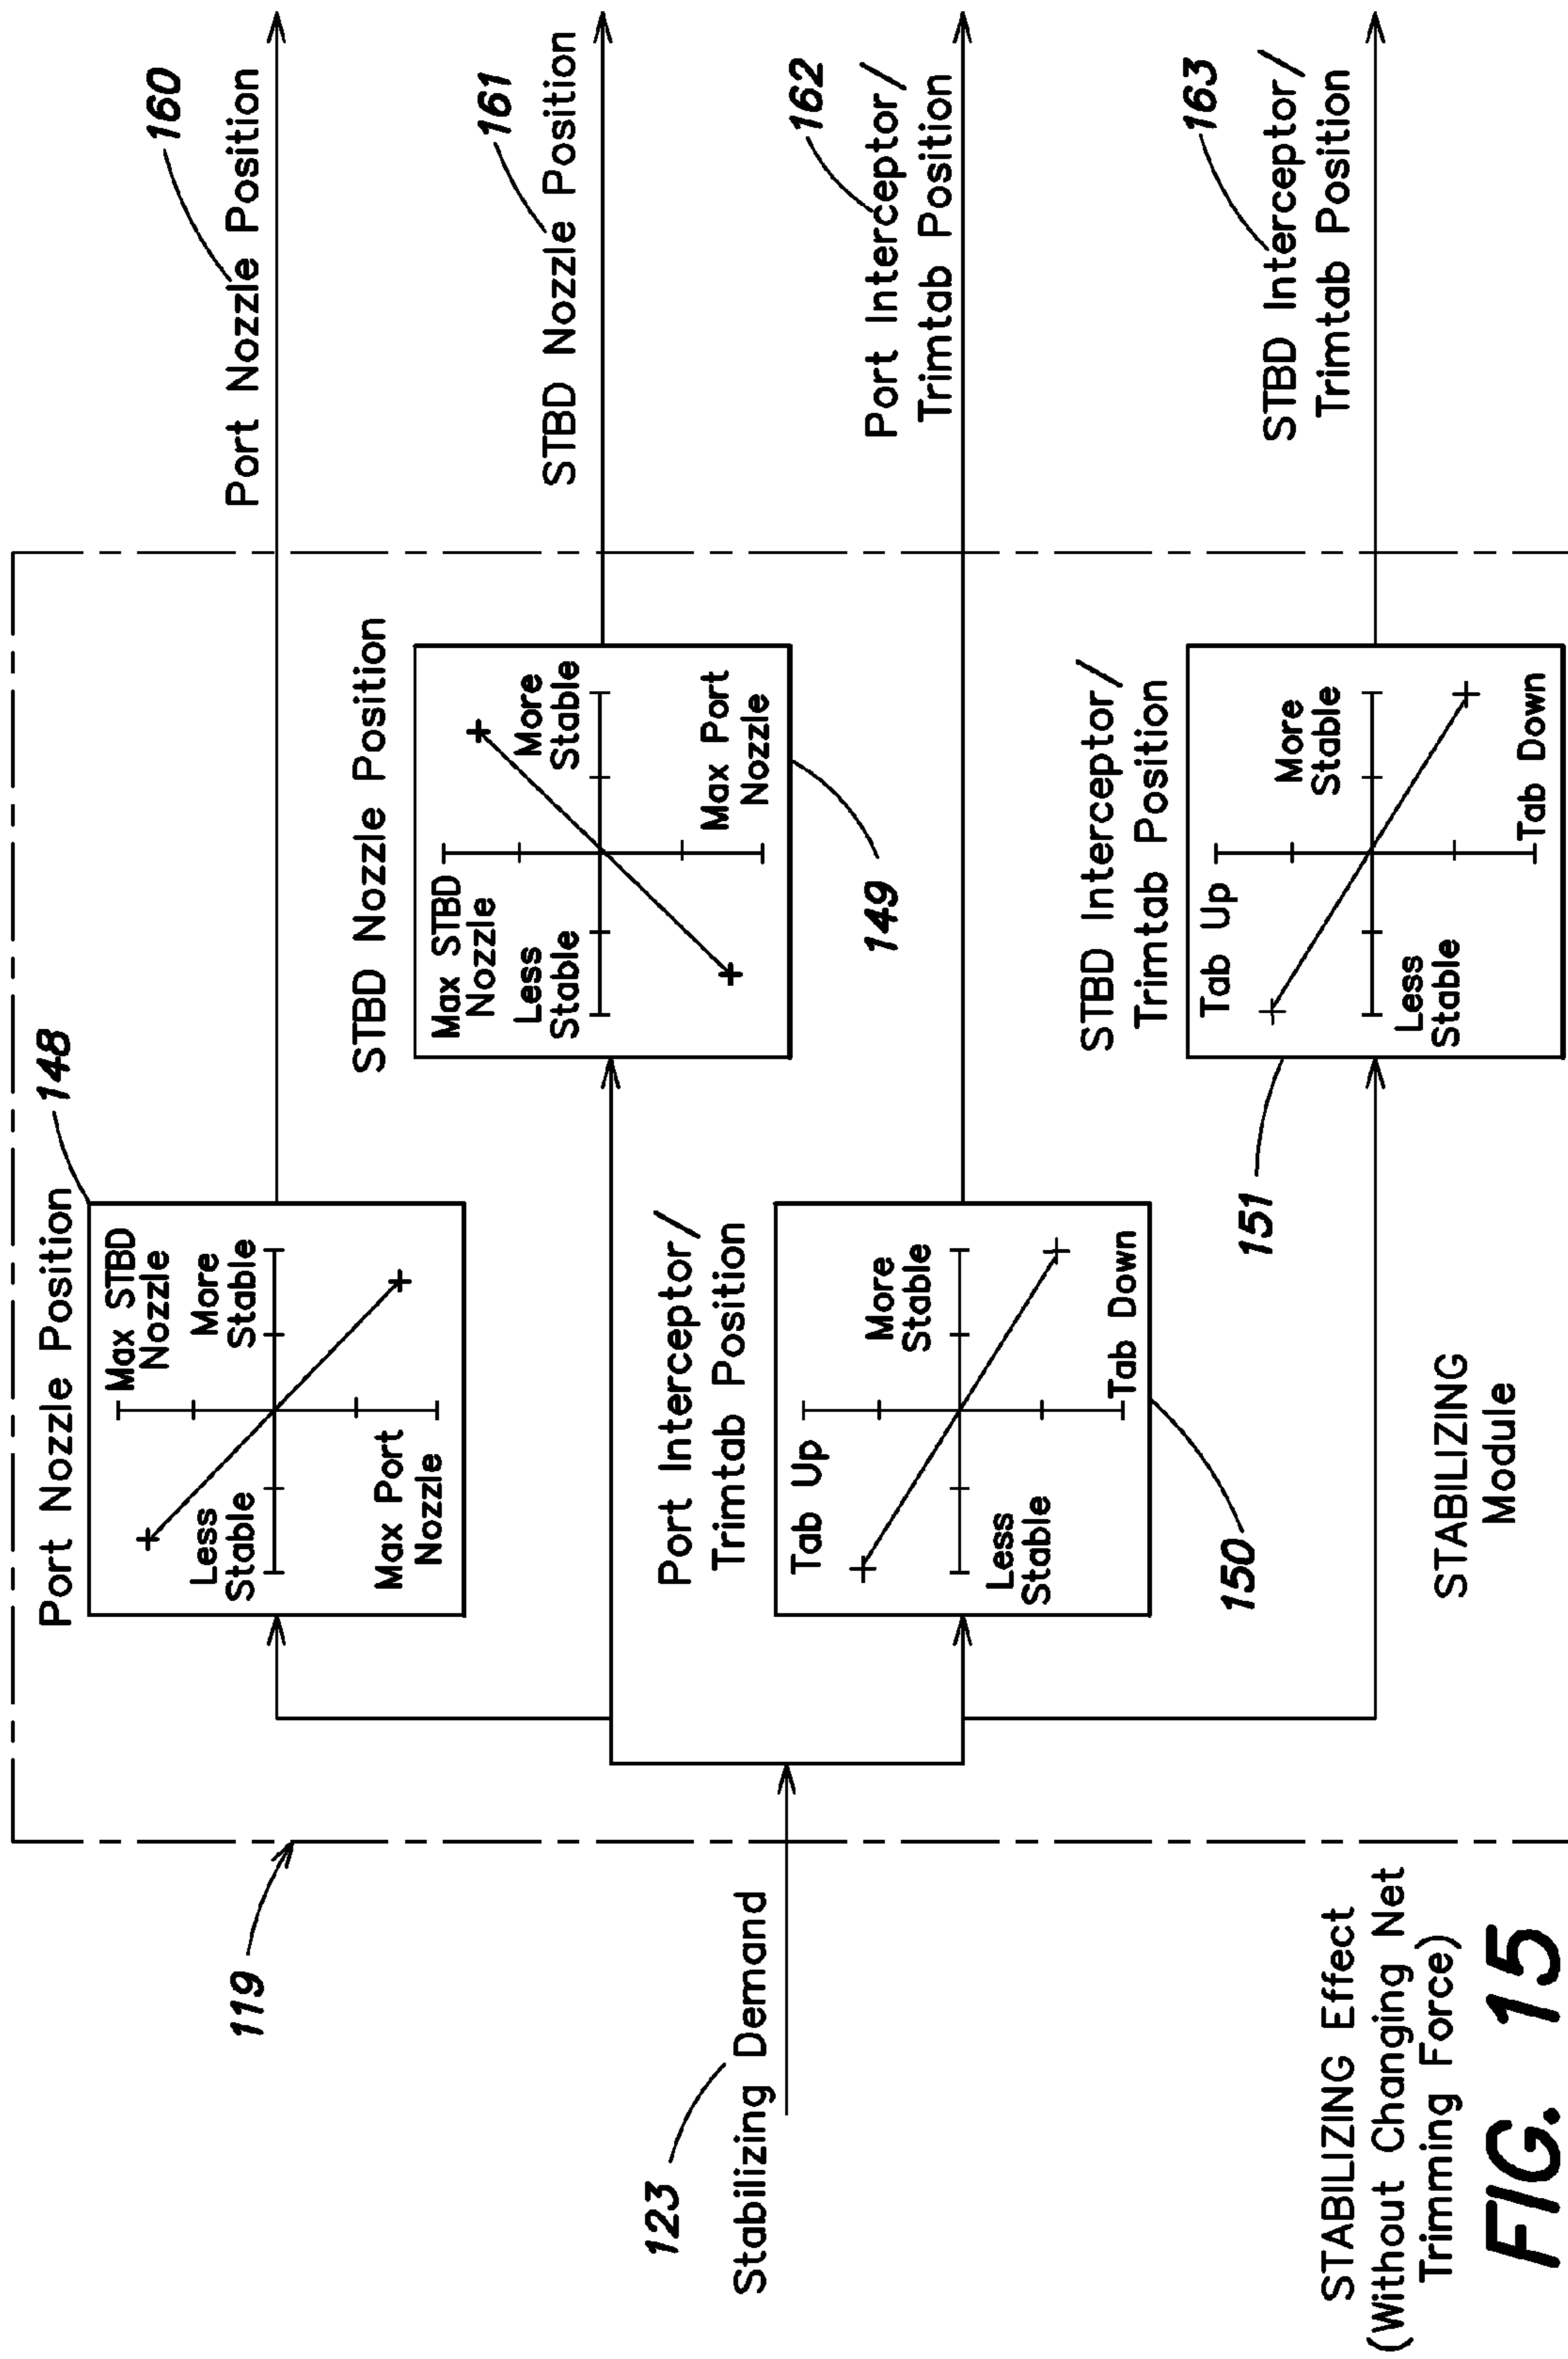 119
123
Stabilizing Demand
Port Nozzle Position
148
Max STBD
Nozzle
Less
Stable
More
Stable
Max Port
Nozzle
Port Nozzle Position
160
STBD Nozzle Position
Max STBD
Nozzle
Less
Stable
More
Stable
Max Port
Nozzle
149
STBD Nozzle Position
161
Port Interceptor/
Trimtab Position
Tab Up
More
Stable
Less
Stable
Tab Down
150
Port Interceptor/
Trimtab Position
162
STBD Interceptor/
Trimtab Position
Tab Up
More
Stable
Less
Stable
Tab Down
151
STBD Interceptor/
Trimtab Position
163
STABILIZING
Module
STABILIZING Effect
(Without Changing Net
Trimming Force)
FIG. 15